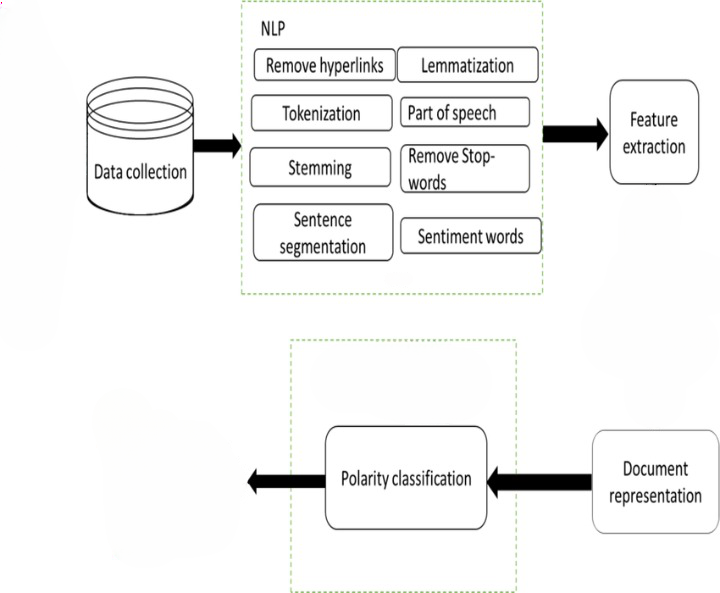 NLP
Remove hyperlinks
Lemmatization
Tokenization
Part of speech
Feature
extraction
Data collection
Stemming
Remove Stop-
words
Sentence
segmentation
Sentiment words
Polarity classification
Document
representation